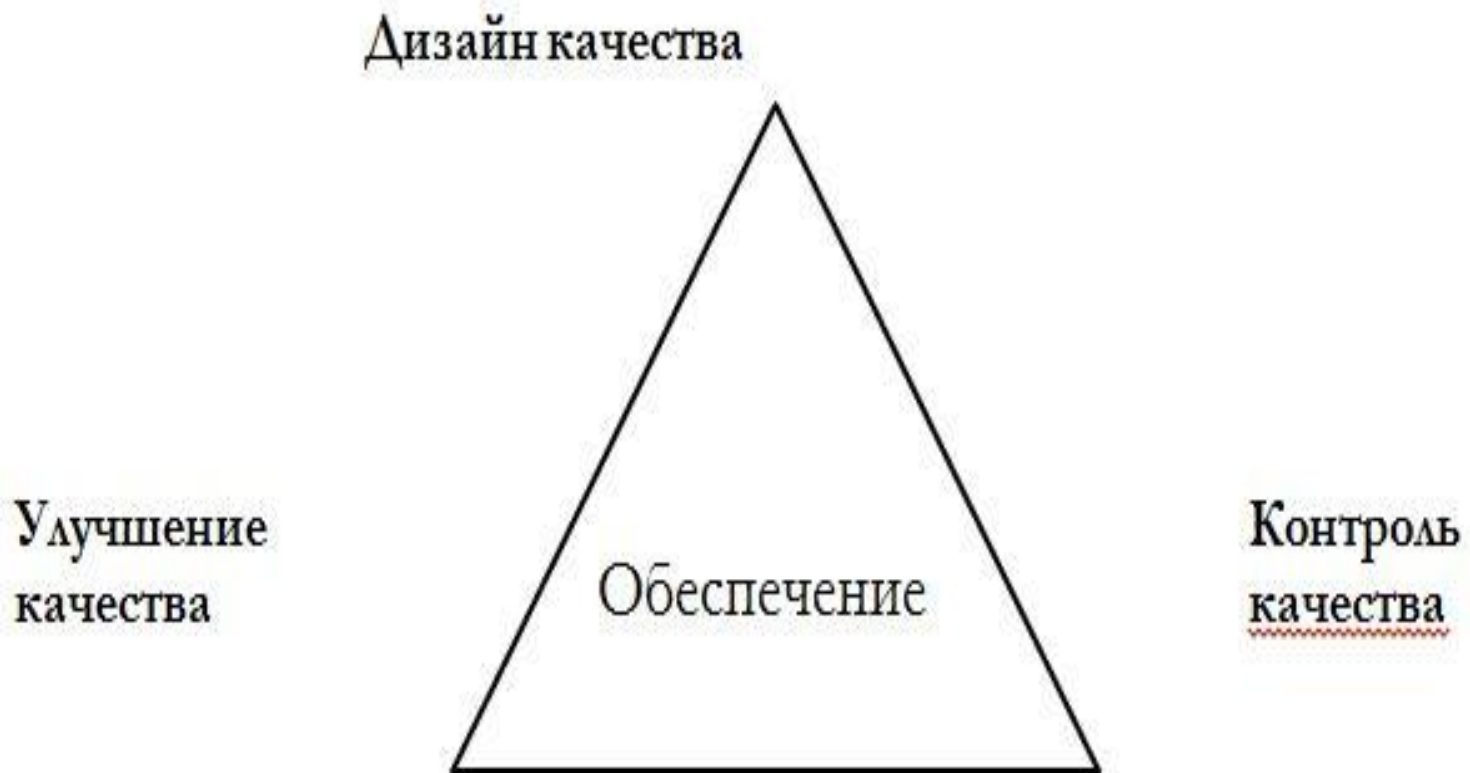 Дизайн качества
Улучшение
качества
Обеспечение
Контроль
качества